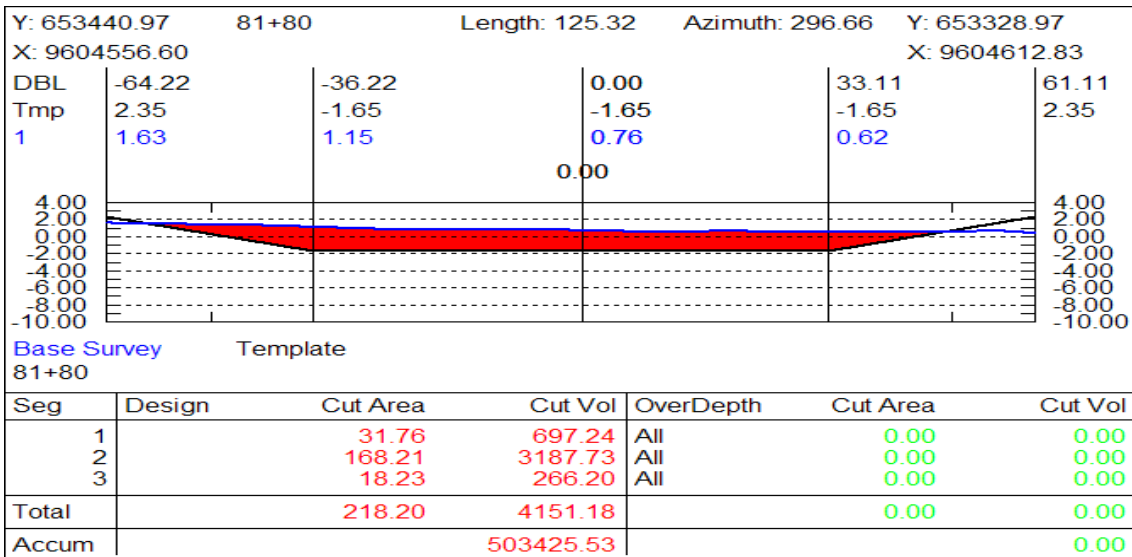 Y: 653440.97 81+80 Length: 125.32 Azimuth: 296.66 Y: 653328.97
X: 9604556.60 X: 9604612.83
DBL -64.22 -36.22 0.00 33.11 61.11
Tmp 2.35 -1.65 -1.65 -1.65 2.35
1 1.63 1.15 0.76 0.62
0.00
4.00 4.00
2.00 2.00
0.00 0.00
-2.00 -2.00
-4.00 -4.00
-6.00 -6.00
-8.00 -8.00
-10.00 -10.00
Base Survey Template
81+80
Seg Design Cut Area Cut Vol OverDepth Cut Area Cut Vol
1 31.76 697.24 All 0.00 0.00
2 168.21 3187.73 All 0.00 0.00
3 18.23 266.20 All 0.00 0.00
Total 218.20 4151.18 0.00 0.00
Accum 503425.53 0.00